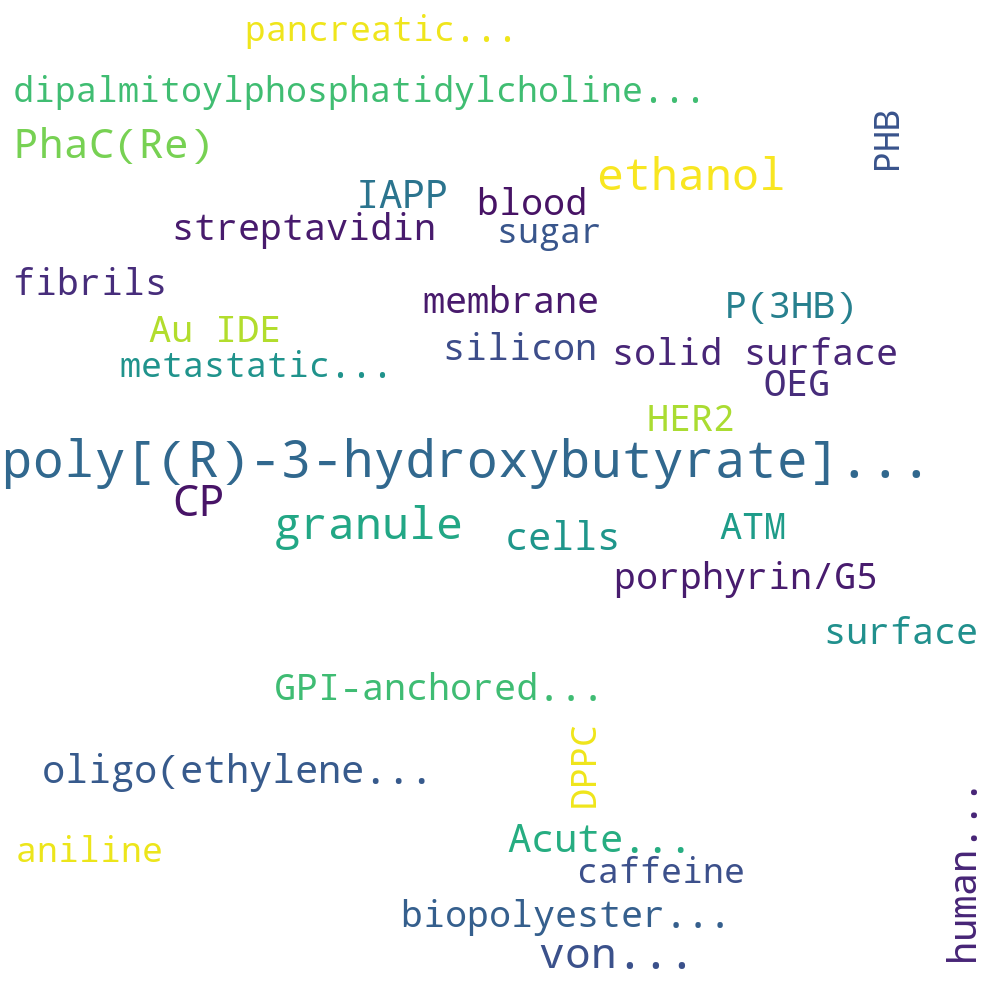 pancreatic...
dipalmitoylphosphatidylcholine...
PHB
PhaC(Re)
ethanol
IAPP
blood
streptavidin
sugar
fibrils
membrane
P(3HB)
Au IDE
silicon
solid surface
metastatic...
OEG
HER2
poly[(R)-3-hydroxybutyrate]...
CP
granule
cells
ATM
porphyrin/G5
surface
GPI-anchored...
oligo(ethylene...
DPPC
human...
Acute...
aniline
caffeine
biopolyester...
von...